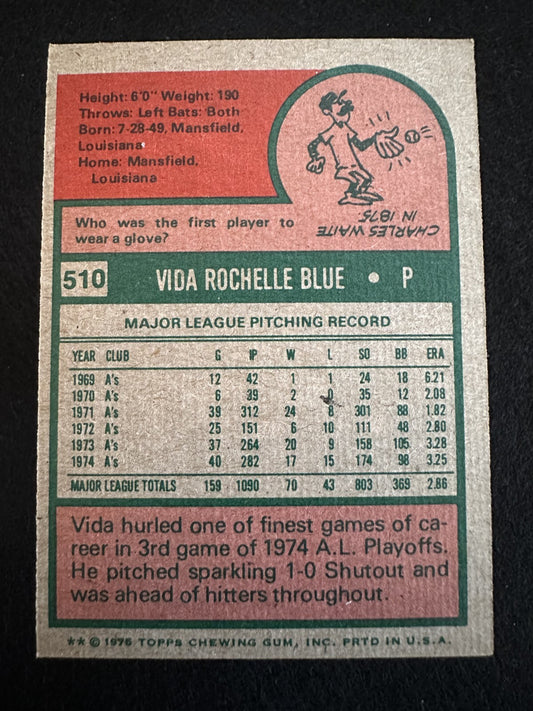 Height: 6'0" Weight: 190
Throws: Left Bats: Both
Born: 7-28-49, Mansfield,
Louisiana
Home: Mansfield,
Louisiana
Who was the first player to
wear a glove?
CHARLES WAITE
IN 1875
510 VIDA ROCHELLE BLUE • P
MAJOR LEAGUE PITCHING RECORD
YEAR CLUB G IP W L SO BB ERA
1969 A's 12 42 1 1 24 18 6.21
1970 A's 6 39 2 0 35 12 2.08
1971 A's 39 312 24 8 301 88 1.82
1972 A's 25 151 6 10 111 48 2.80
1973 A's 37 264 20 9 158 105 3.28
1974 A's 40 282 17 15 174 98 3.25
MAJOR LEAGUE TOTALS 159 1090 70 43 803 369 2.86
Vida hurled one of finest games of ca-
reer in 3rd game of 1974 A.L. Playoffs.
He pitched sparkling 1-0 Shutout and
was ahead of hitters throughout.
** © 1975 TOPPS CHEWING GUM, INC. PRTD IN U.S.A.